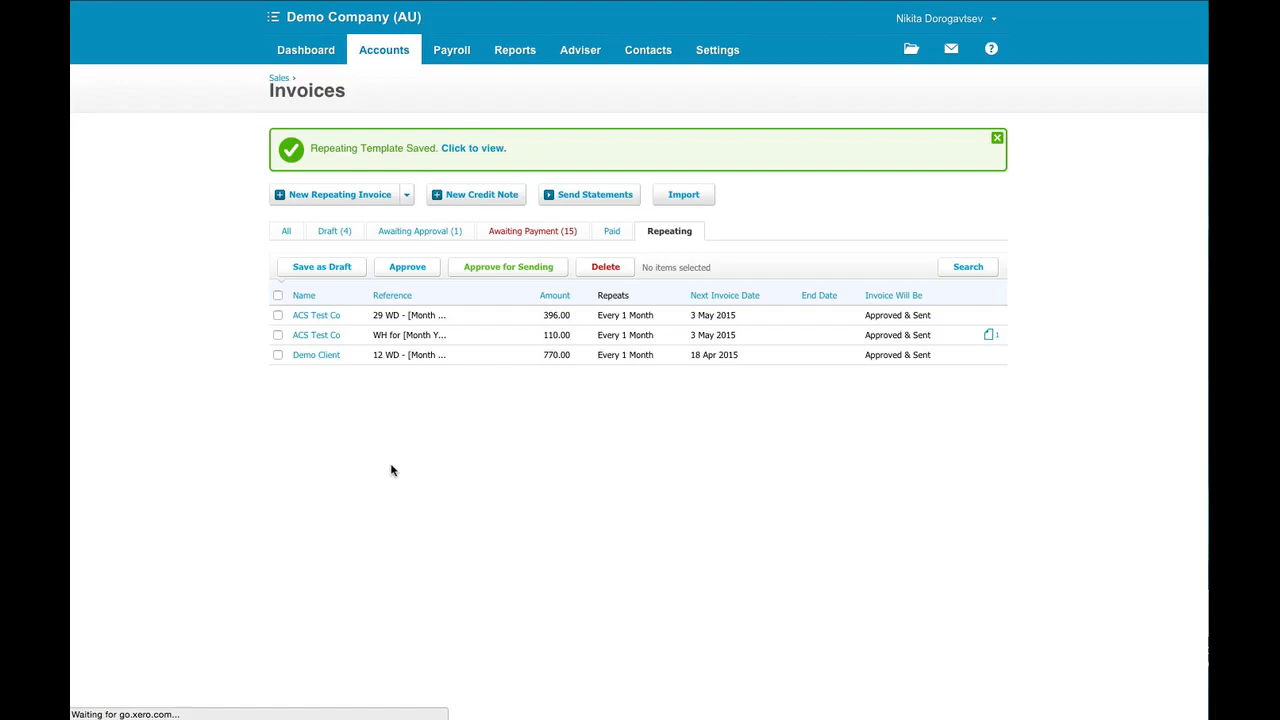 Demo Company (AU)
Nikita Dorogavtsev
Dashboard Accounts Payroll Reports Adviser Contacts Settings
Sales ›
Invoices
Repeating Template Saved. Click to view.
New Repeating Invoice New Credit Note Send Statements Import
All Draft (4) Awaiting Approval (1) Awaiting Payment (15) Paid Repeating
Save as Draft Approve Approve for Sending Delete No items selected Search
Name Reference Amount Repeats Next Invoice Date End Date Invoice Will Be
ACS Test Co 29 WD - [Month ... 396.00 Every 1 Month 3 May 2015 Approved & Sent
ACS Test Co WH for [Month Y... 110.00 Every 1 Month 3 May 2015 Approved & Sent 1
Demo Client 12 WD - [Month ... 770.00 Every 1 Month 18 Apr 2015 Approved & Sent
Waiting for go.xero.com...